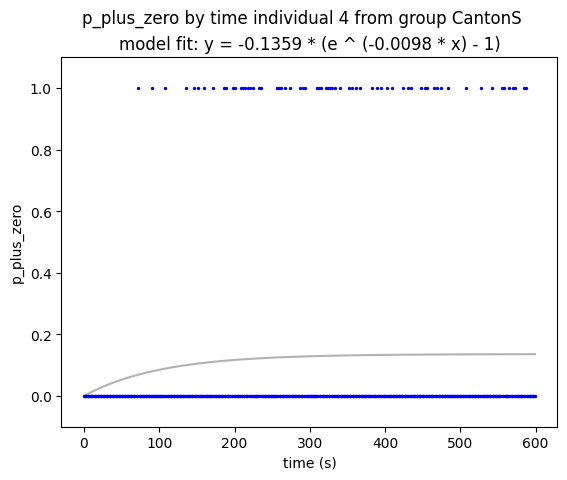 p_plus_zero by time individual 4 from group CantonS
model fit: y = -0.1359 * (e ^ (-0.0098 * x) - 1)
1.0
0.8
0.6
0.4
0.2
0.0
p_plus_zero
0 100 200 300 400 500 600
time (s)